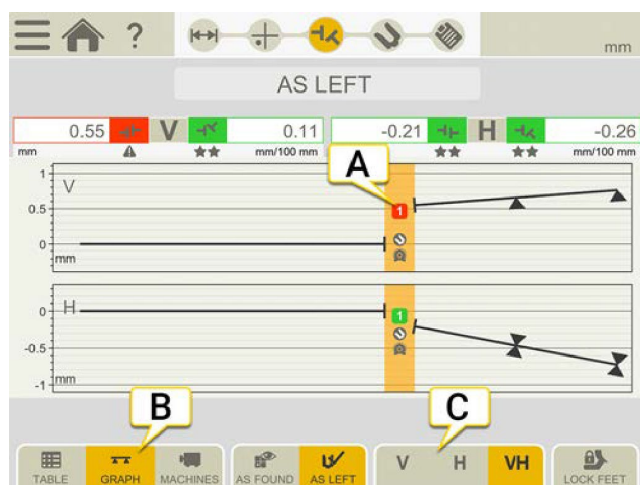 ?
mm
AS LEFT
0.55 V 0.11 -0.21 H -0.26
mm mm/100 mm mm/100 mm
A
1
V
0.5
1
0
mm
H
0
1
-0.5
-1
mm
B
C
TABLE GRAPH MACHINES AS FOUND AS LEFT V H VH LOCK FEET